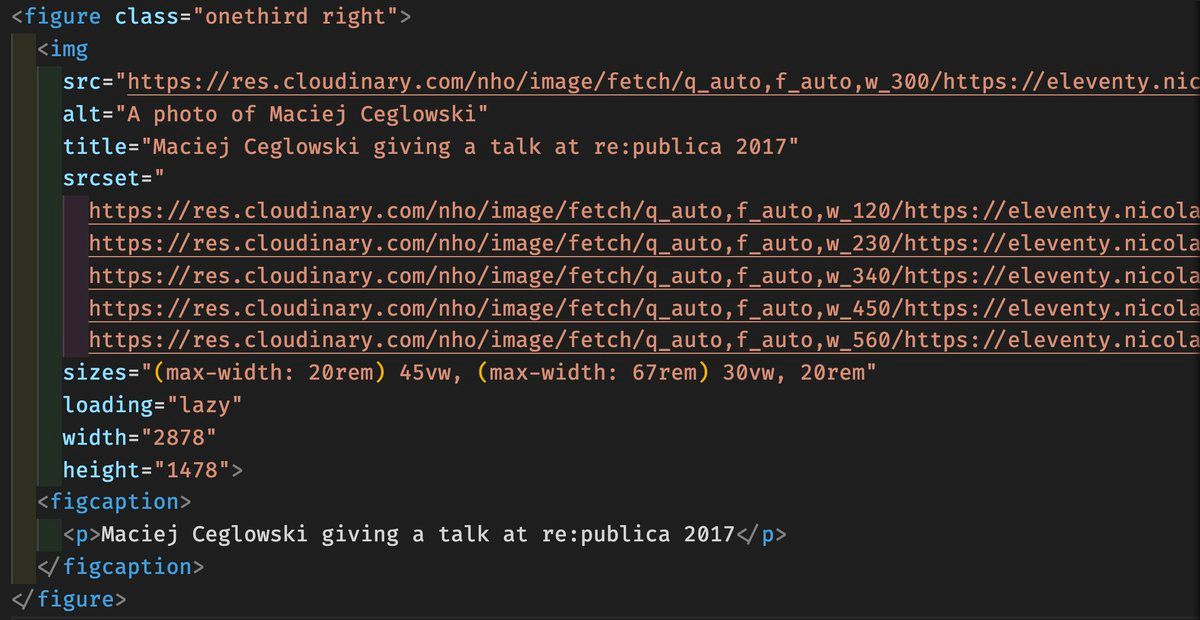 <figure class="onethird right">
<img
src="https://res.cloudinary.com/nho/image/fetch/q_auto,f_auto,w_300/https://eleventy.nic
alt="A photo of Maciej Ceglowski"
title="Maciej Ceglowski giving a talk at re:publica 2017"
srcset="
https://res.cloudinary.com/nho/image/fetch/q_auto,f_auto,w_120/https://eleventy.nicola
https://res.cloudinary.com/nho/image/fetch/q_auto,f_auto,w_230/https://eleventy.nicola
https://res.cloudinary.com/nho/image/fetch/q_auto,f_auto,w_340/https://eleventy.nicola
https://res.cloudinary.com/nho/image/fetch/q_auto,f_auto,w_450/https://eleventy.nicola
https://res.cloudinary.com/nho/image/fetch/q_auto,f_auto,w_560/https://eleventy.nicola
sizes="(max-width: 20rem) 45vw, (max-width: 67rem) 30vw, 20rem"
loading="lazy"
width="2878"
height="1478">
<figcaption>
<p>Maciej Ceglowski giving a talk at re:publica 2017</p>
</figcaption>
</figure>